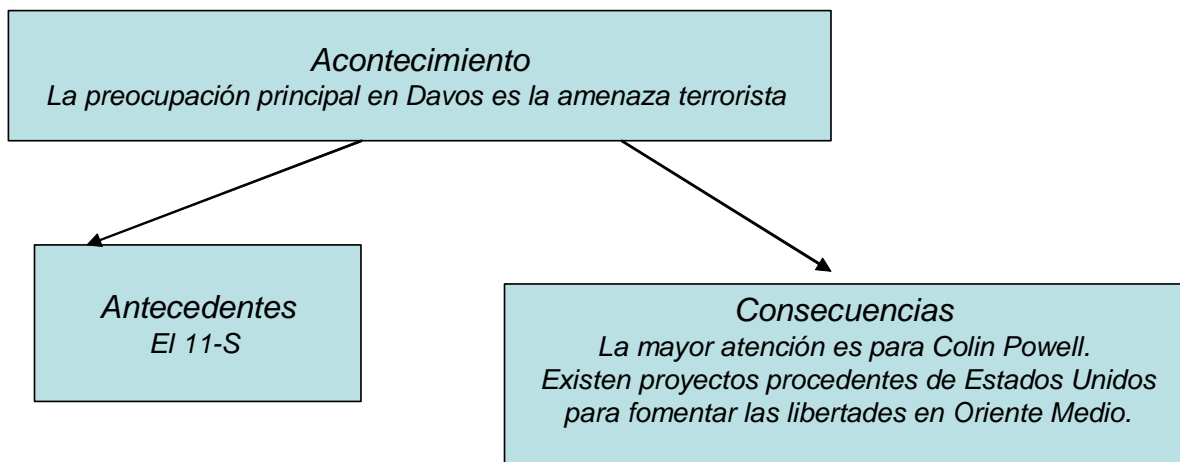 Acontecimiento
La preocupación principal en Davos es la amenaza terrorista
Antecedentes
El 11-S
Consecuencias
La mayor atención es para Colin Powell.
Existen proyectos procedentes de Estados Unidos
para fomentar las libertades en Oriente Medio.